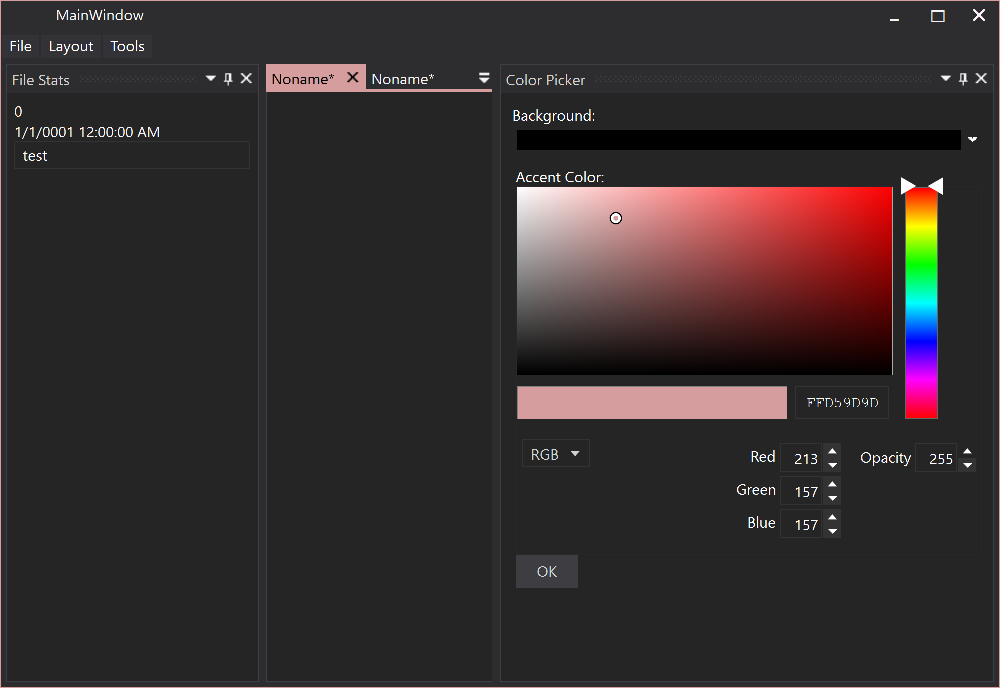 MainWindow
File Layout Tools
File Stats
0
1/1/0001 12:00:00 AM
test
Noname* Noname*
Color Picker
Background:
Accent Color:
FFD59D9D
RGB
Red 213
Opacity 255
Green 157
Blue 157
OK